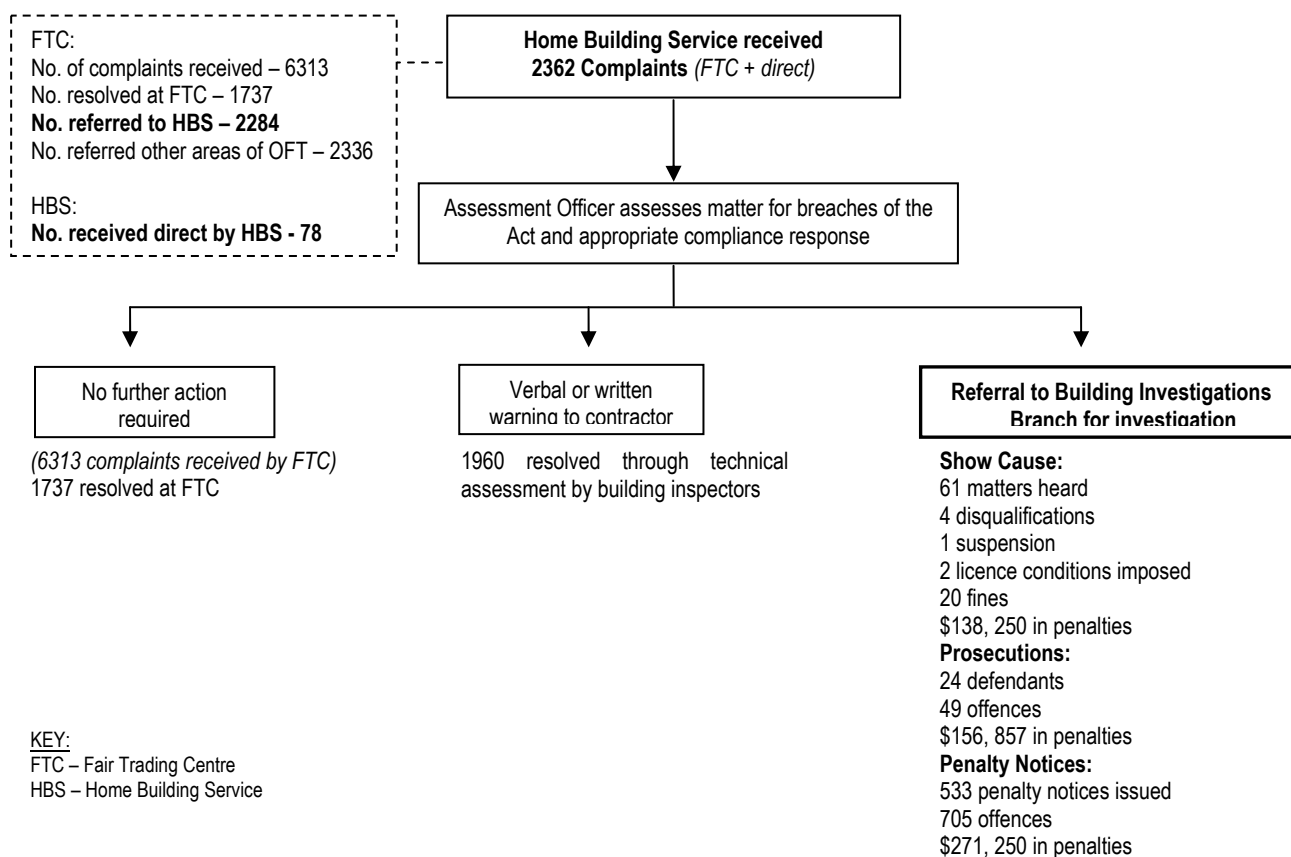 FTC:
No. of complaints received – 6313
No. resolved at FTC – 1737
No. referred to HBS – 2284
No. referred other areas of OFT – 2336
HBS:
No. received direct by HBS - 78
Home Building Service received
2362 Complaints (FTC + direct)
Assessment Officer assesses matter for breaches of the
Act and appropriate compliance response
No further action
required
(6313 complaints received by FTC)
1737 resolved at FTC
Verbal or written
warning to contractor
1960 resolved through technical
assessment by building inspectors
Referral to Building Investigations
Branch for investigation
Show Cause:
61 matters heard
4 disqualifications
1 suspension
2 licence conditions imposed
20 fines
$138, 250 in penalties
Prosecutions:
24 defendants
49 offences
$156, 857 in penalties
Penalty Notices:
533 penalty notices issued
705 offences
$271, 250 in penalties
KEY:
FTC – Fair Trading Centre
HBS – Home Building Service